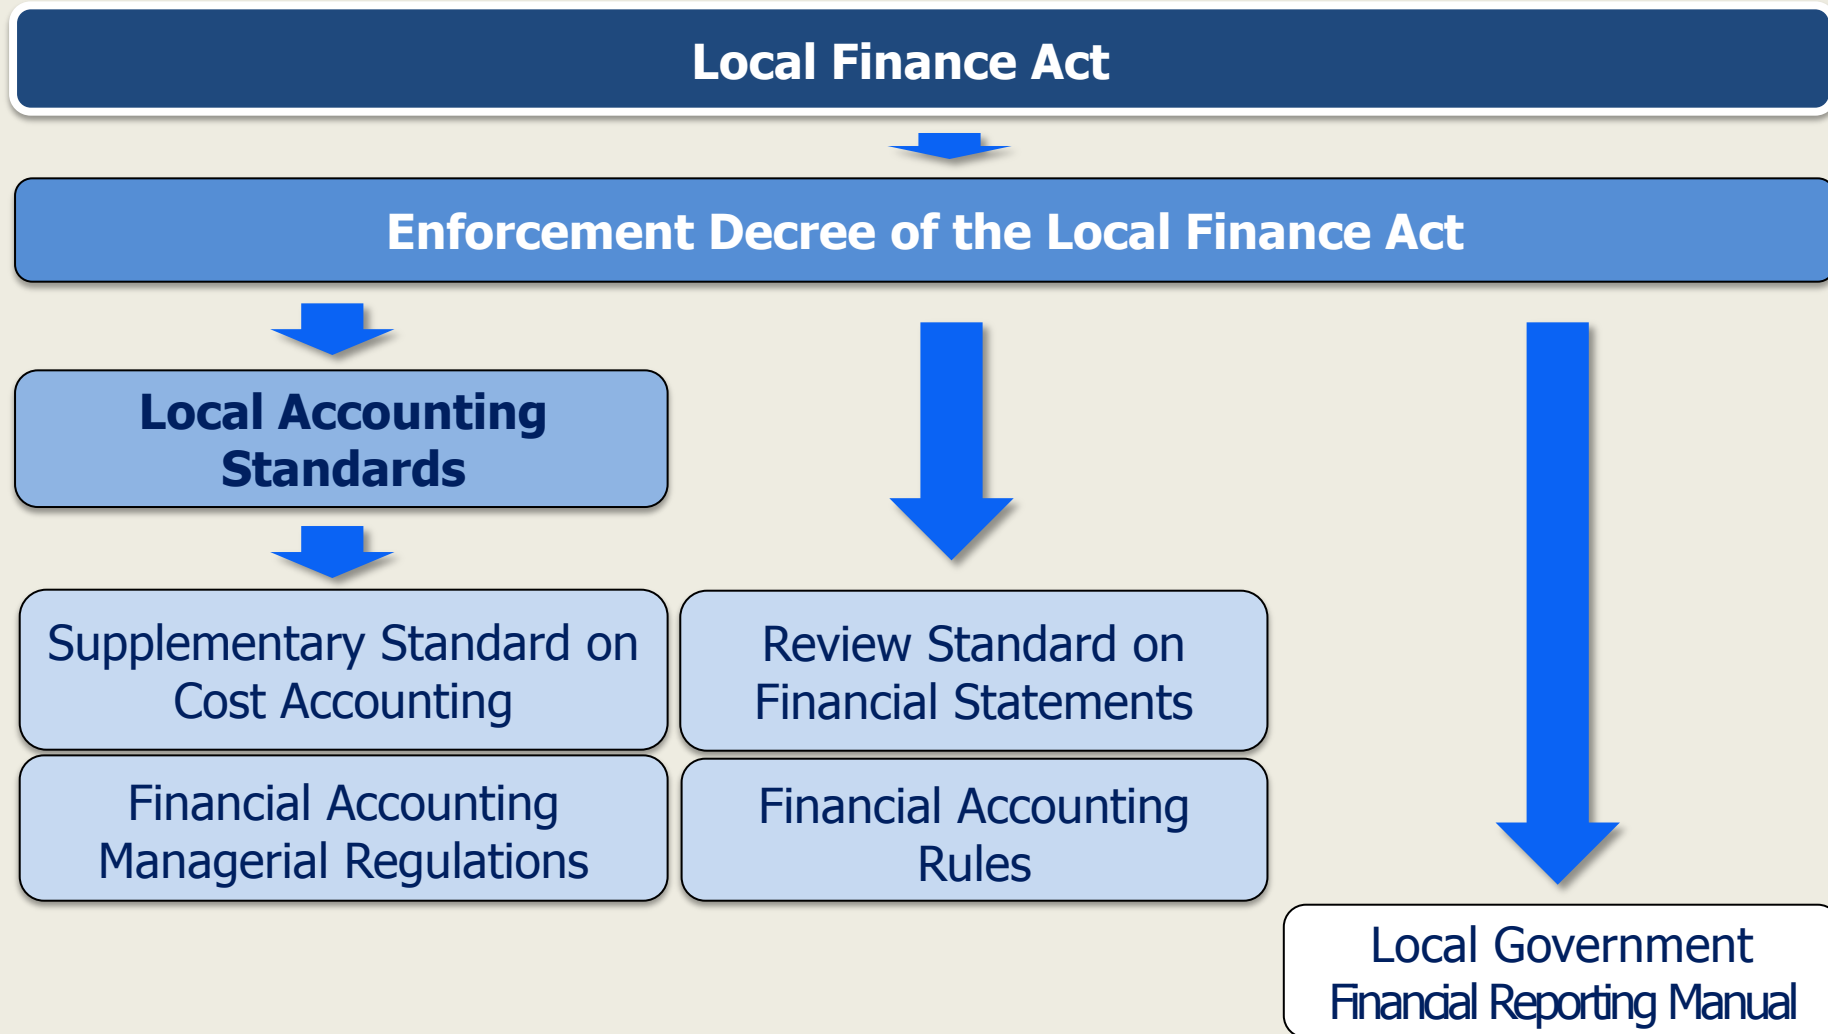 Local Finance Act
Enforcement Decree of the Local Finance Act
Local Accounting
Standards
Supplementary Standard on
Cost Accounting
Review Standard on
Financial Statements
Financial Accounting
Managerial Regulations
Financial Accounting
Rules
Local Government
Financial Reporting Manual